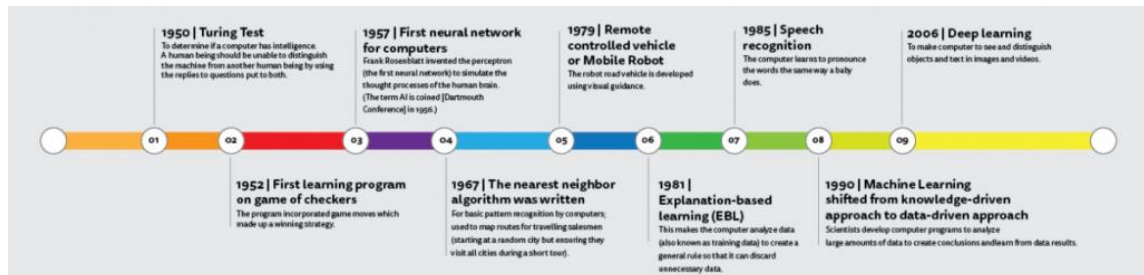 1950 | Turing Test
To determine if a computer has intelligence.
A human being should be unable to distinguish
the machine from another human being by using
the replies to questions put to both.
1957 | First neural network
for computers
Frank Rosenblatt invented the perceptron
(the first neural network) to simulate the
thought processes of the human brain.
(The term AI is coined [Dartmouth
Conference] in 1956.)
1979 | Remote
controlled vehicle
or Mobile Robot
The robot road vehicle is developed
using visual guidance.
1985 | Speech
recognition
The computer learns to pronounce
the words the same way a baby
does.
2006 | Deep learning
To make computer to see and distinguish
objects and text in images and videos.
01 02 03 04 05 06 07 08 09
1952 | First learning program
on game of checkers
The program incorporated game moves which
made up a winning strategy.
1967 | The nearest neighbor
algorithm was written
For basic pattern recognition by computers;
used to map routes for travelling salesmen
(starting at a random city but ensuring they
visit all cities during a short tour).
1981 |
Explanation-based
learning (EBL)
This makes the computer analyze data
(also known as training data) to create a
general rule so that it can discard
unnecessary data.
1990 | Machine Learning
shifted from knowledge-driven
approach to data-driven approach
Scientists develop computer programs to analyze
large amounts of data to create conclusions andlearn from data results.